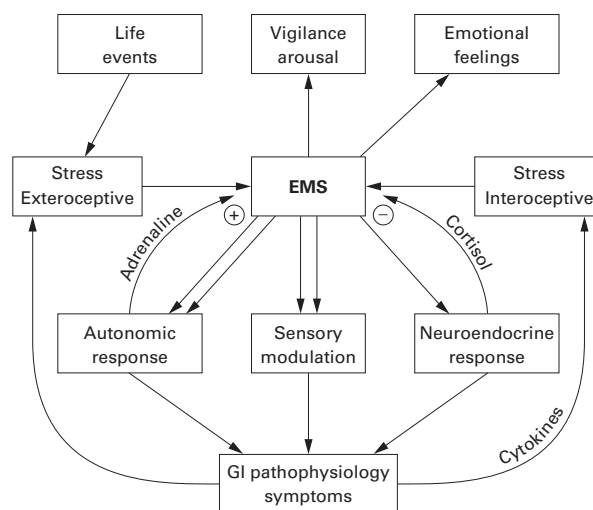 Life
events
Vigilance
arousal
Emotional
feelings
Stress
Exteroceptive
EMS
Stress
Interoceptive
+
−
Adrenaline
Cortisol
Autonomic
response
Sensory
modulation
Neuroendocrine
response
Cytokines
GI pathophysiology
symptoms